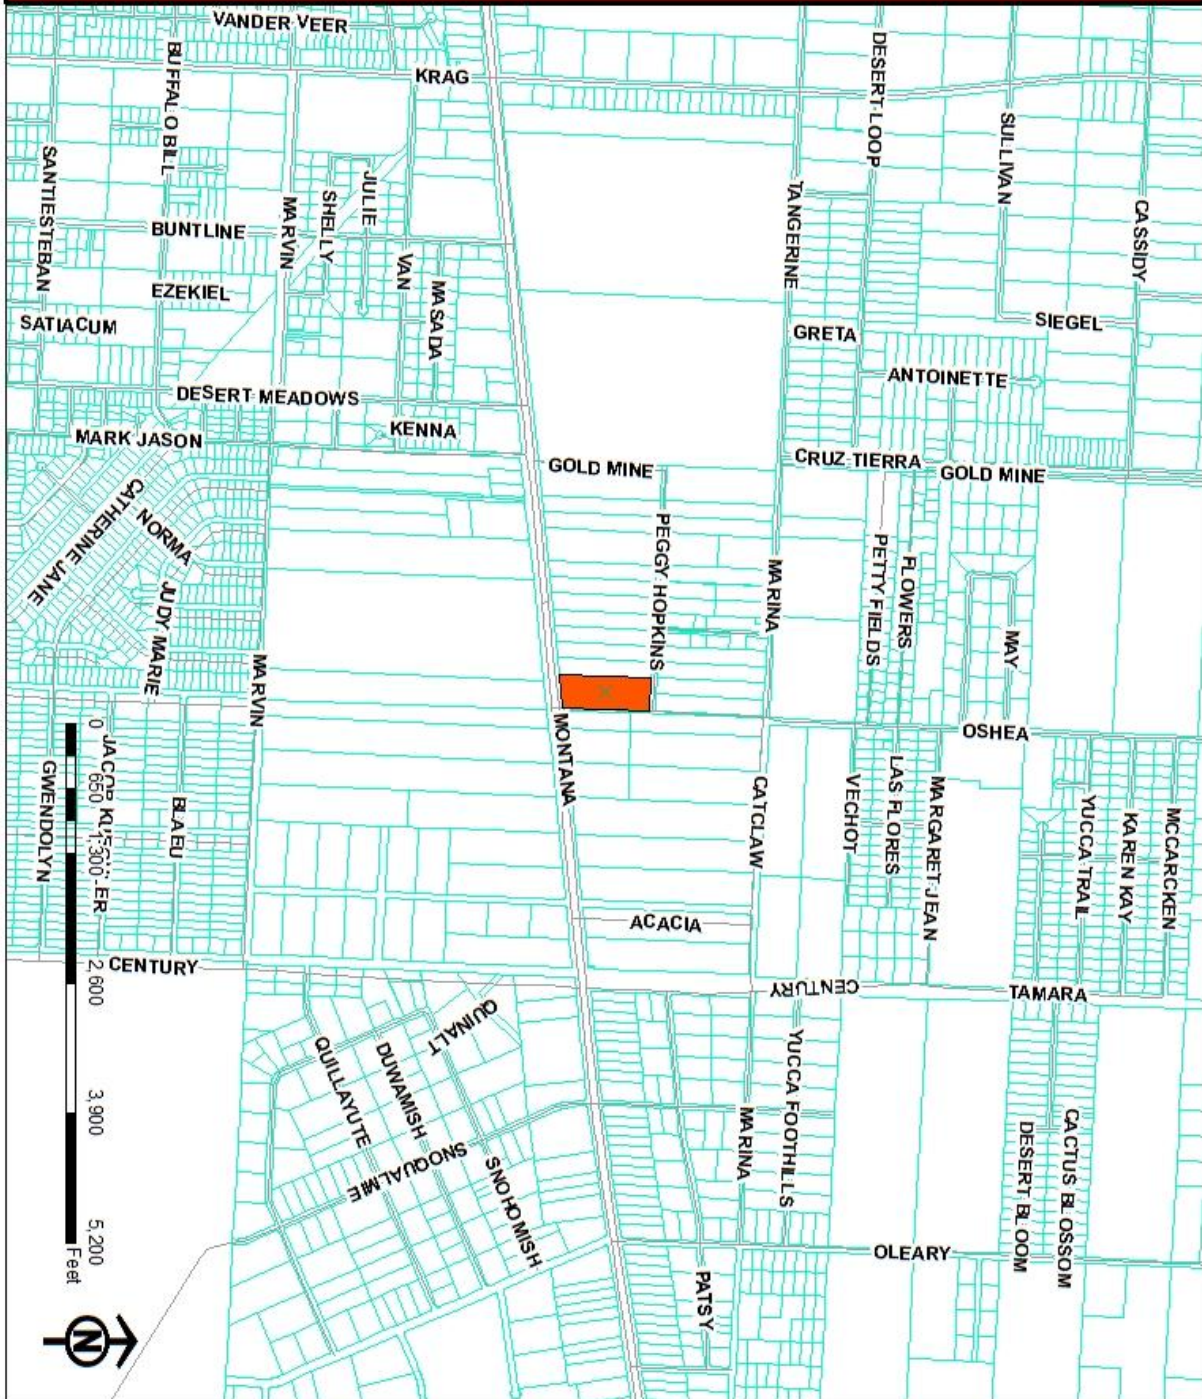 VANDER VEER
KRAG
BUFFALO BILL
DESERT LOOP
SULLIVAN
CASSIDY
SANTIESTEBAN
MARVIN
SHELLY
JULIE
TANGERINE
BUNTLINE
VAN
MASADA
EZEKIEL
SATIACUM
GRETA
SIEGEL
ANTOINETTE
DESERT MEADOWS
MARK JASON
KENNA
GOLD MINE
CRUZ TIERRA
GOLD MINE
CATHERINE JANE
NORMA
JUDY MARIE
PEGGY HOPKINS
MARINA
PETTY FIELDS
FLOWERS
MAY
MARVIN
MONTANA
OSHEA
GWENDOLYN
BLAEU
CATCLAW
VECHOT
LAS FLORES
MARGARET JEAN
YUCCA TRAIL
KAREN KAY
MCCARCKEN
ACACIA
CENTURY
CENTURY
TAMARA
QUINALT
QUILLAYUTE
DUWAMISH
SNOQUALMIE
SNOHOMISH
MARINA
YUCCA FOOTHILLS
DESERT BLOOM
CACTUS BLOSSOM
OLEARY
PATSY
0 650 1,300 2,600 3,900 5,200
Feet
N